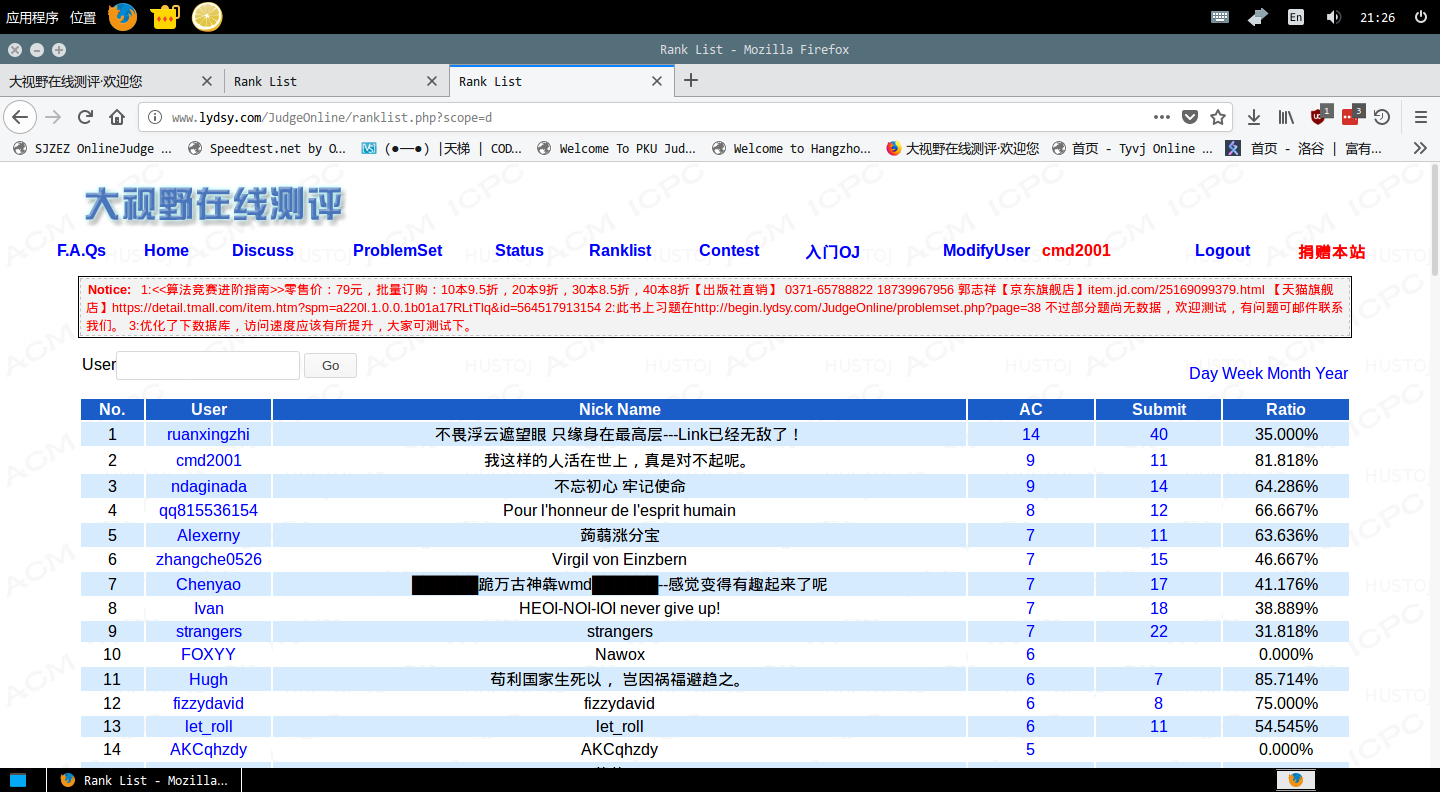 应用程序 位置 En 21:26
Rank List - Mozilla Firefox
大视野在线测评·欢迎您 Rank List Rank List
www.lydsy.com/JudgeOnline/ranklist.php?scope=d 1 3
SJZEZ OnlineJudge ... Speedtest.net by O... (●—●) |天梯 | COD... Welcome To PKU Jud... Welcome to Hangzho... 大视野在线测评·欢迎您 首页 - Tyvj Online ... 首页 - 洛谷 | 富有...
大视野在线测评
F.A.Qs Home Discuss ProblemSet Status Ranklist Contest 入门OJ ModifyUser cmd2001 Logout 捐赠本站
Notice: 1:<<算法竞赛进阶指南>>零售价：79元，批量订购：10本9.5折，20本9折，30本8.5折，40本8折【出版社直销】 0371-65788822 18739967956 郭志祥【京东旗舰店】item.jd.com/25169099379.html 【天猫旗舰
店】https://detail.tmall.com/item.htm?spm=a220l.1.0.0.1b01a17RLtTlq&id=564517913154 2:此书上习题在http://begin.lydsy.com/JudgeOnline/problemset.php?page=38 不过部分题尚无数据，欢迎测试，有问题可邮件联系
我们。 3:优化了下数据库，访问速度应该有所提升，大家可测试下。
User Go
Day Week Month Year
No. User Nick Name AC Submit Ratio
1 ruanxingzhi 不畏浮云遮望眼 只缘身在最高层---Link已经无敌了！ 14 40 35.000%
2 cmd2001 我这样的人活在世上，真是对不起呢。 9 11 81.818%
3 ndaginada 不忘初心 牢记使命 9 14 64.286%
4 qq815536154 Pour l'honneur de l'esprit humain 8 12 66.667%
5 Alexerny 蒟蒻涨分宝 7 11 63.636%
6 zhangche0526 Virgil von Einzbern 7 15 46.667%
7 Chenyao 跪万古神犇wmd --感觉变得有趣起来了呢 7 17 41.176%
8 lvan HEOI-NOI-IOI never give up! 7 18 38.889%
9 strangers strangers 7 22 31.818%
10 FOXYY Nawox 6 0.000%
11 Hugh 苟利国家生死以， 岂因祸福避趋之。 6 7 85.714%
12 fizzydavid fizzydavid 6 8 75.000%
13 let_roll let_roll 6 11 54.545%
14 AKCqhzdy AKCqhzdy 5 0.000%
Rank List - Mozilla...